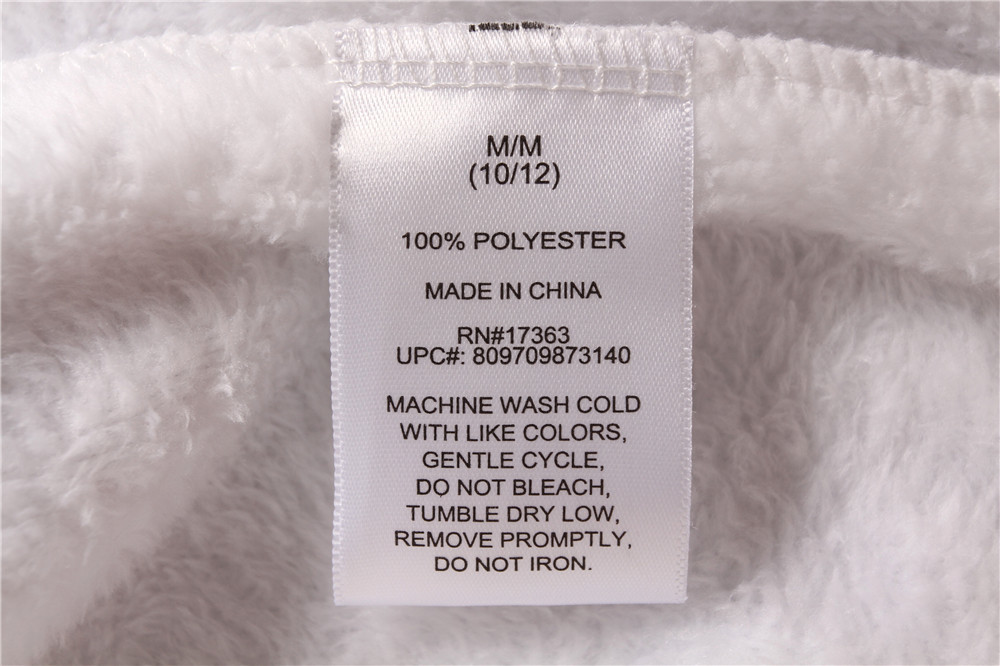 M/M
(10/12)
100% POLYESTER
MADE IN CHINA
RN#17363
UPC#: 809709873140
MACHINE WASH COLD
WITH LIKE COLORS,
GENTLE CYCLE,
DO NOT BLEACH,
TUMBLE DRY LOW,
REMOVE PROMPTLY,
DO NOT IRON.